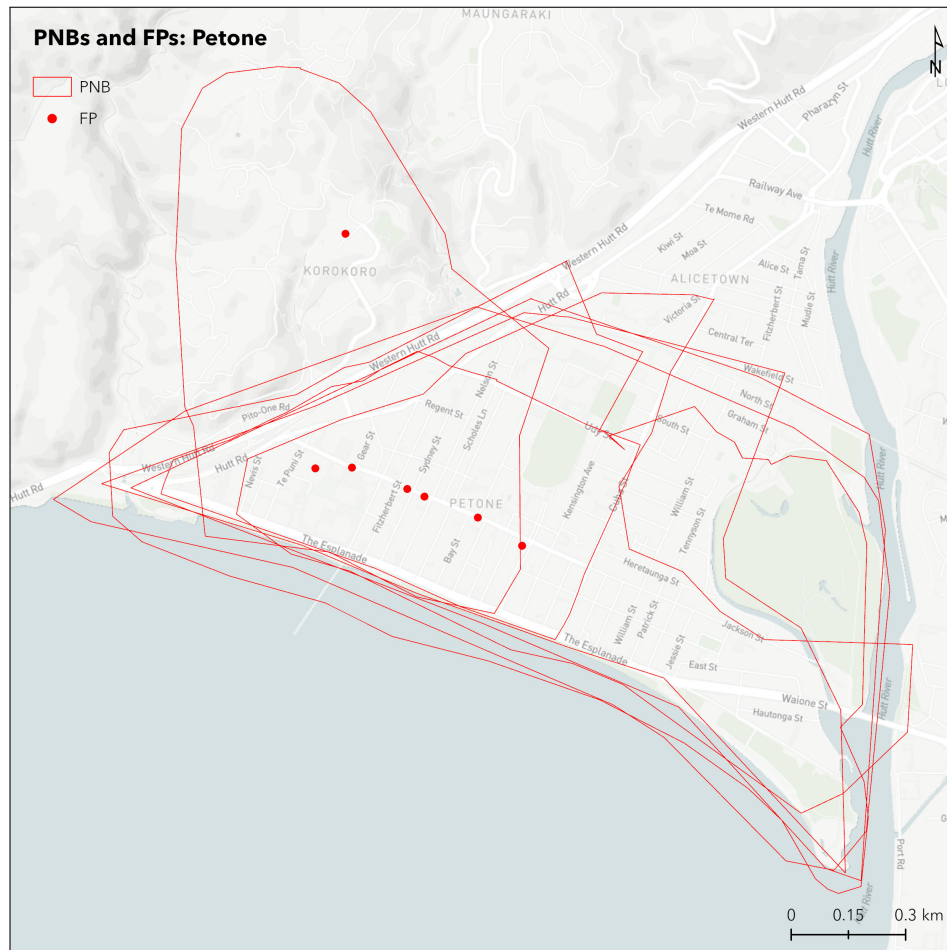 PNBs and FPs: Petone
PNB
FP
N
MAUNGARAKI
Western Hutt Rd
Pharazyn St
Hutt River
Railway Ave
Te Mome Rd
Kiwi St
Moa St
Western Hutt Rd
KOROKORO
ALICETOWN
Alice St
Tama St
Hutt River
Fitzherbert St
Mudie St
Hutt Rd
Victoria St
Central Ter
Western Hutt Rd
Wakefield St
Nelson St
North St
Pito-One Rd
Regent St
Scholes Ln
Graham St
South St
Udy St
Gear St
Sydney St
Western Hutt Rd
Hutt Rd
Nevis St
Te Puni St
Kensington Ave
Cuba St
William St
Hutt River
Hutt Rd
Fitzherbert St
PETONE
Tennyson St
The Esplanade
Bay St
Heretaunga St
William St
Patrick St
Jackson St
Jessie St
The Esplanade
East St
Waione St
Hautonga St
Hutt River
Port Rd
Hutt River
0 0.15 0.3 km